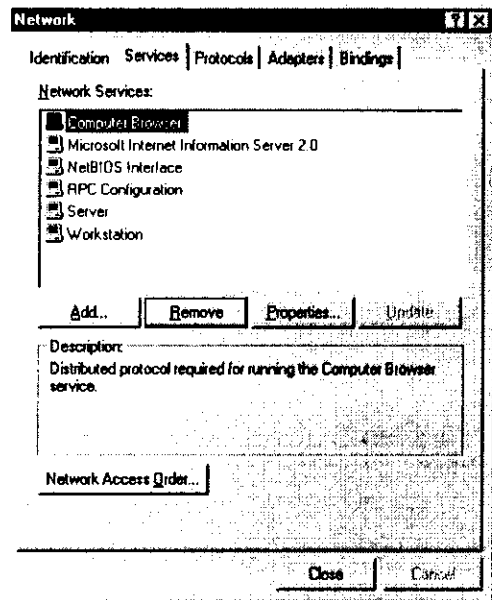 Network
Identification Services Protocols Adapters Bindings
Network Services:
Computer Browser
Microsoft Internet Information Server 2.0
NetBIOS Interface
RPC Configuration
Server
Workstation
Add... Remove Properties... Update
Description:
Distributed protocol required for running the Computer Browser
service.
Network Access Order...
Close Cancel